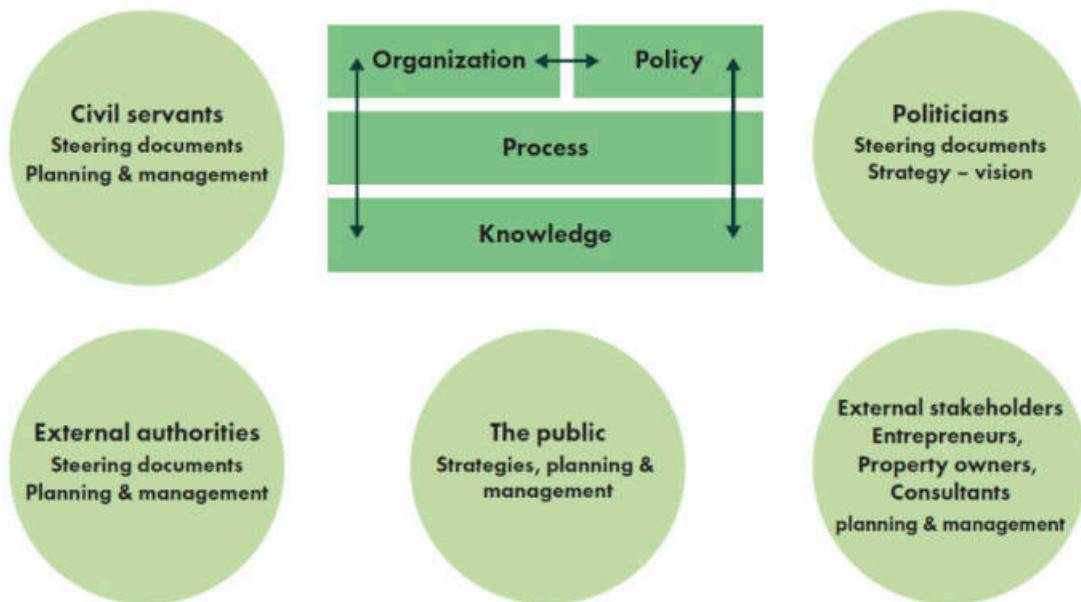 Civil servants
Steering documents
Planning & management
Organization
Policy
Process
Knowledge
Politicians
Steering documents
Strategy – vision
External authorities
Steering documents
Planning & management
The public
Strategies, planning &
management
External stakeholders
Entrepreneurs,
Property owners,
Consultants
planning & management